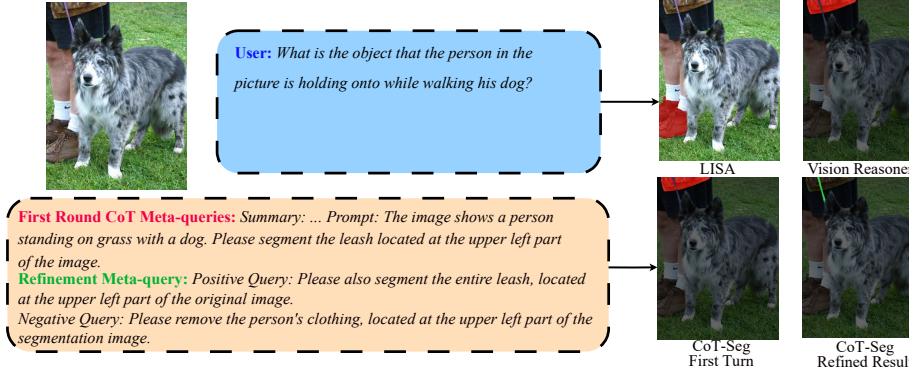 User: What is the object that the person in the
picture is holding onto while walking his dog?
LISA
Vision Reasoner
First Round CoT Meta-queries: Summary: ... Prompt: The image shows a person
standing on grass with a dog. Please segment the leash located at the upper left part
of the image.
Refinement Meta-query: Positive Query: Please also segment the entire leash, located
at the upper left part of the original image.
Negative Query: Please remove the person's clothing, located at the upper left part of the
segmentation image.
CoT-Seg
First Turn
CoT-Seg
Refined Result